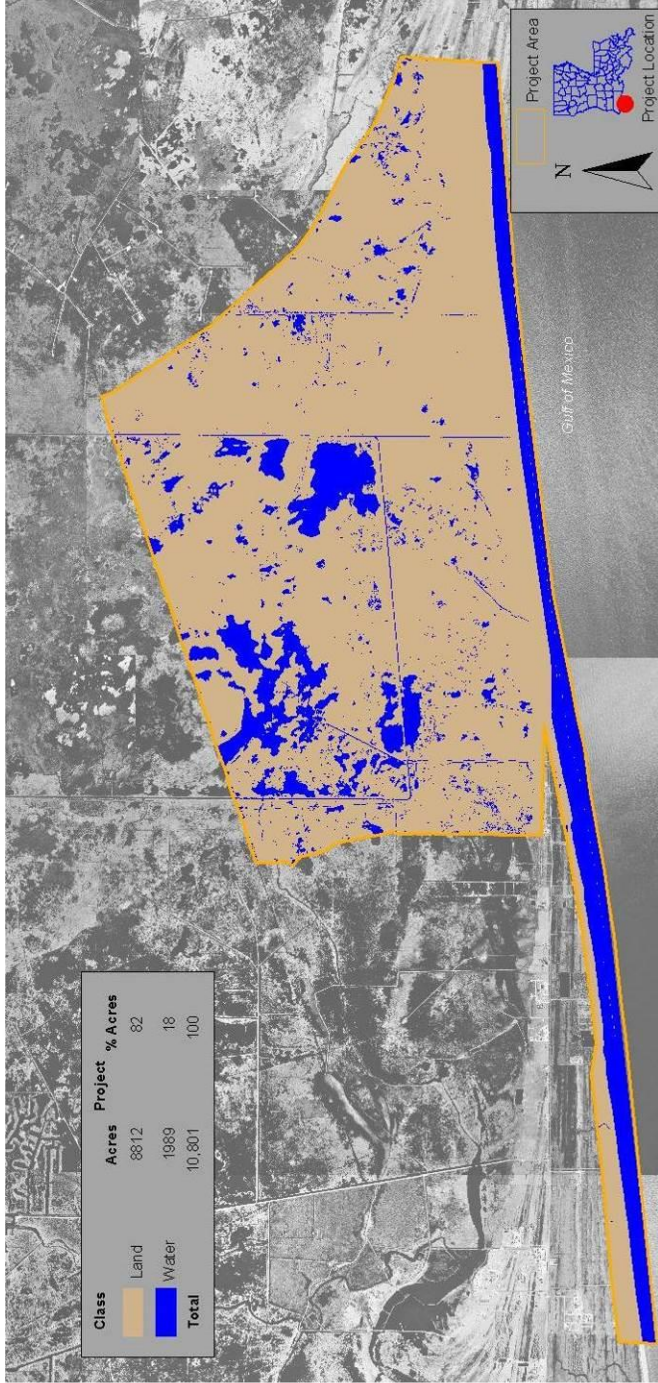 Class Acres Project % Acres
Land 8812 82
Water 1989 18
Total 10,801 100
Gulf of Mexico
Project Area
N
Project Location